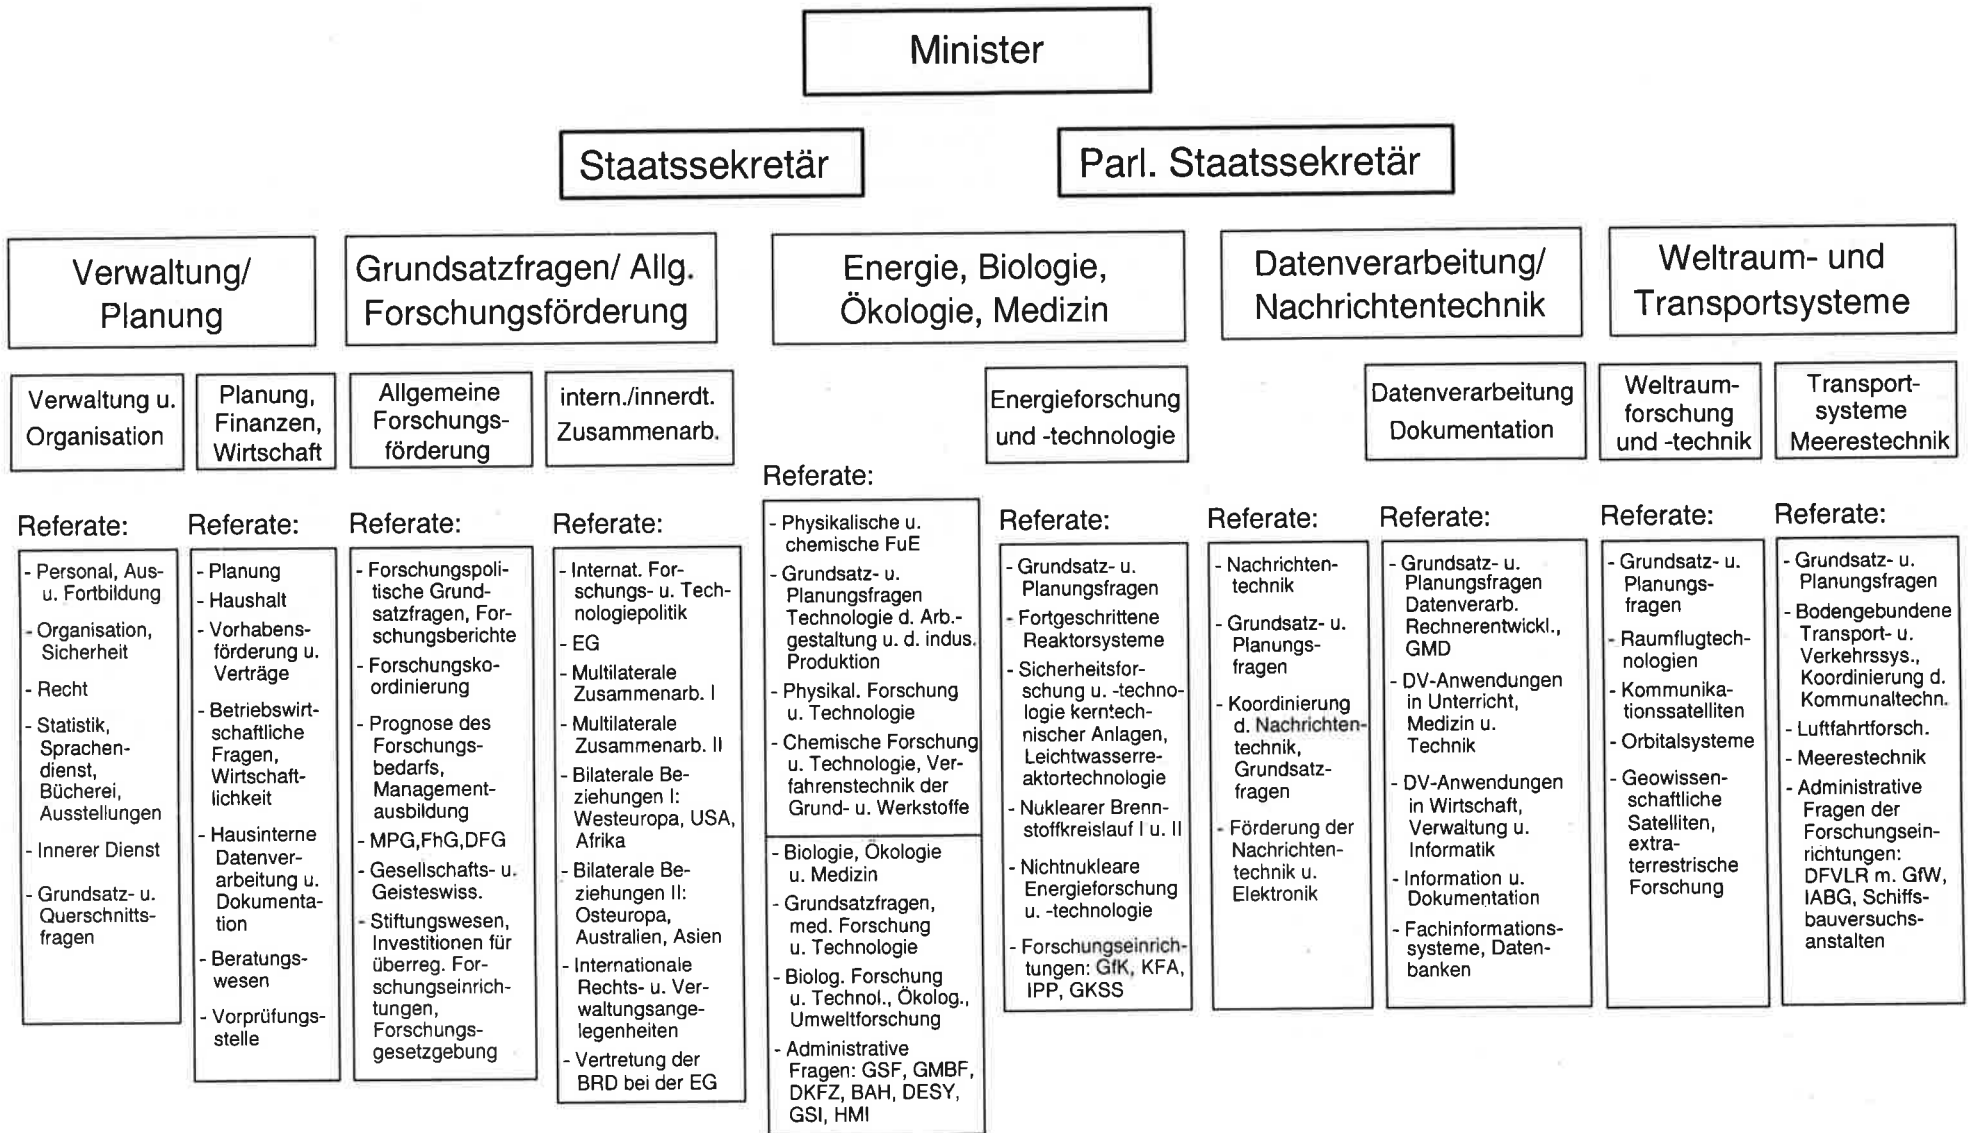 Minister
Staatssekretär
Parl. Staatssekretär
Verwaltung/
Planung
Grundsatzfragen/ Allg.
Forschungsförderung
Energie, Biologie,
Ökologie, Medizin
Datenverarbeitung/
Nachrichtentechnik
Weltraum- und
Transportsysteme
Verwaltung u.
Organisation
Planung,
Finanzen,
Wirtschaft
Allgemeine
Forschungs-
förderung
intern./innerdt.
Zusammenarb.
Energieforschung
und -technologie
Datenverarbeitung
Dokumentation
Weltraum-
forschung
und -technik
Transport-
systeme
Meerestechnik
Referate:
- Personal, Aus-
u. Fortbildung
- Organisation,
Sicherheit
- Recht
- Statistik,
Sprachen-
dienst,
Bücherei,
Ausstellungen
- Innerer Dienst
- Grundsatz- u.
Querschnitts-
fragen
Referate:
- Planung
- Haushalt
- Vorhabens-
förderung u.
Verträge
- Betriebswirt-
schaftliche
Fragen,
Wirtschaft-
lichkeit
- Hausinterne
Datenver-
arbeitung u.
Dokumenta-
tion
- Beratungs-
wesen
- Vorprüfungs-
stelle
Referate:
- Forschungspoli-
tische Grund-
satzfragen, For-
schungsberichte
- Forschungsko-
ordinierung
- Prognose des
Forschungs-
bedarfs,
Management-
ausbildung
- MPG,FhG,DFG
- Gesellschafts- u.
Geisteswiss.
- Stiftungswesen,
Investitionen für
überreg. For-
schungseinrich-
tungen,
Forschungs-
gesetzgebung
Referate:
- Internat. For-
schungs- u. Tech-
nologiepolitik
- EG
- Multilaterale
Zusammenarb. I
- Multilaterale
Zusammenarb. II
- Bilaterale Be-
ziehungen I:
Westeuropa, USA,
Afrika
- Bilaterale Be-
ziehungen II:
Osteuropa,
Australien, Asien
- Internationale
Rechts- u. Ver-
waltungsange-
legenheiten
- Vertretung der
BRD bei der EG
Referate:
- Physikalische u.
chemische FuE
- Grundsatz- u.
Planungsfragen
Technologie d. Arb.-
gestaltung u. d. indus.
Produktion
- Physikal. Forschung
u. Technologie
- Chemische Forschung
u. Technologie, Ver-
fahrenstechnik der
Grund- u. Werkstoffe
- Biologie, Ökologie
u. Medizin
- Grundsatzfragen,
med. Forschung
u. Technologie
- Biolog. Forschung
u. Technol., Ökolog.,
Umweltforschung
- Administrative
Fragen: GSF, GMBF,
DKFZ, BAH, DESY,
GSI, HMI
Referate:
- Grundsatz- u.
Planungsfragen
- Fortgeschrittene
Reaktorsysteme
- Sicherheitsfor-
schung u. -techno-
logie kerntech-
nischer Anlagen,
Leichtwasserre-
aktortechnologie
- Nuklearer Brenn-
stoffkreislauf I u. II
- Nichtnukleare
Energieforschung
u. -technologie
- Forschungseinrich-
tungen: GfK, KFA,
IPP, GKSS
Referate:
- Nachrichten-
technik
- Grundsatz- u.
Planungs-
fragen
- Koordinierung
d. Nachrichten-
technik,
Grundsatz-
fragen
- Förderung der
Nachrichten-
technik u.
Elektronik
Referate:
- Grundsatz- u.
Planungsfragen
Datenverarb.
Rechnerentwickl.,
GMD
- DV-Anwendungen
in Unterricht,
Medizin u.
Technik
- DV-Anwendungen
in Wirtschaft,
Verwaltung u.
Informatik
- Information u.
Dokumentation
- Fachinformations-
systeme, Daten-
banken
Referate:
- Grundsatz- u.
Planungs-
fragen
- Raumflugtech-
nologien
- Kommunika-
tionssatelliten
- Orbitalsysteme
- Geowissen-
schaftliche
Satelliten,
extra-
terrestrische
Forschung
Referate:
- Grundsatz- u.
Planungsfragen
- Bodengebundene
Transport- u.
Verkehrssys.,
Koordinierung d.
Kommunaltechn.
- Luftfahrtforsch.
- Meerestechnik
- Administrative
Fragen der
Forschungsein-
richtungen:
DFVLR m. GfW,
IABG, Schiffs-
bauversuchs-
anstalten